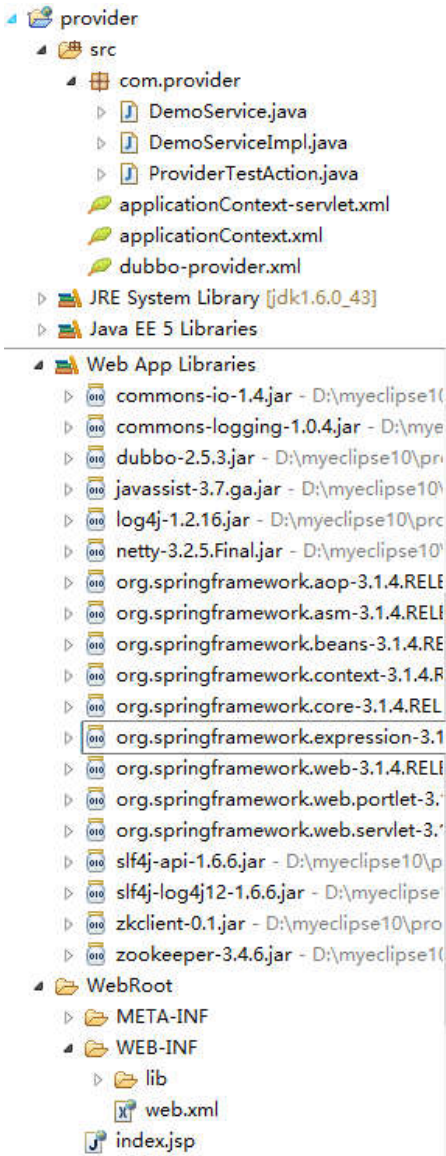 provider
src
com.provider
DemoService.java
DemoServiceImpl.java
ProviderTestAction.java
applicationContext-servlet.xml
applicationContext.xml
dubbo-provider.xml
JRE System Library [jdk1.6.0_43]
Java EE 5 Libraries
Web App Libraries
commons-io-1.4.jar - D:\myeclipse10
commons-logging-1.0.4.jar - D:\mye
dubbo-2.5.3.jar - D:\myeclipse10\pr
javassist-3.7.ga.jar - D:\myeclipse10\
log4j-1.2.16.jar - D:\myeclipse10\pro
netty-3.2.5.Final.jar - D:\myeclipse10\
org.springframework.aop-3.1.4.RELE
org.springframework.asm-3.1.4.RELE
org.springframework.beans-3.1.4.RE
org.springframework.context-3.1.4.R
org.springframework.core-3.1.4.REL
org.springframework.expression-3.1
org.springframework.web-3.1.4.RELE
org.springframework.web.portlet-3.
org.springframework.web.servlet-3.
slf4j-api-1.6.6.jar - D:\myeclipse10\p
slf4j-log4j12-1.6.6.jar - D:\myeclipse
zkclient-0.1.jar - D:\myeclipse10\pro
zookeeper-3.4.6.jar - D:\myeclipse10
WebRoot
META-INF
WEB-INF
lib
web.xml
index.jsp